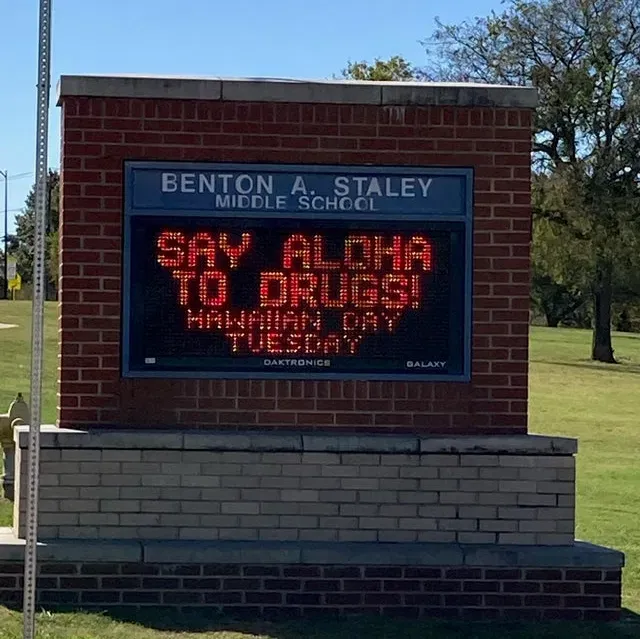 BENTON A. STALEY
MIDDLE SCHOOL
SAY ALOHA
TO DRUGS!
HAWAIIAN DAY
TUESDAY
DAKTRONICS GALAXY